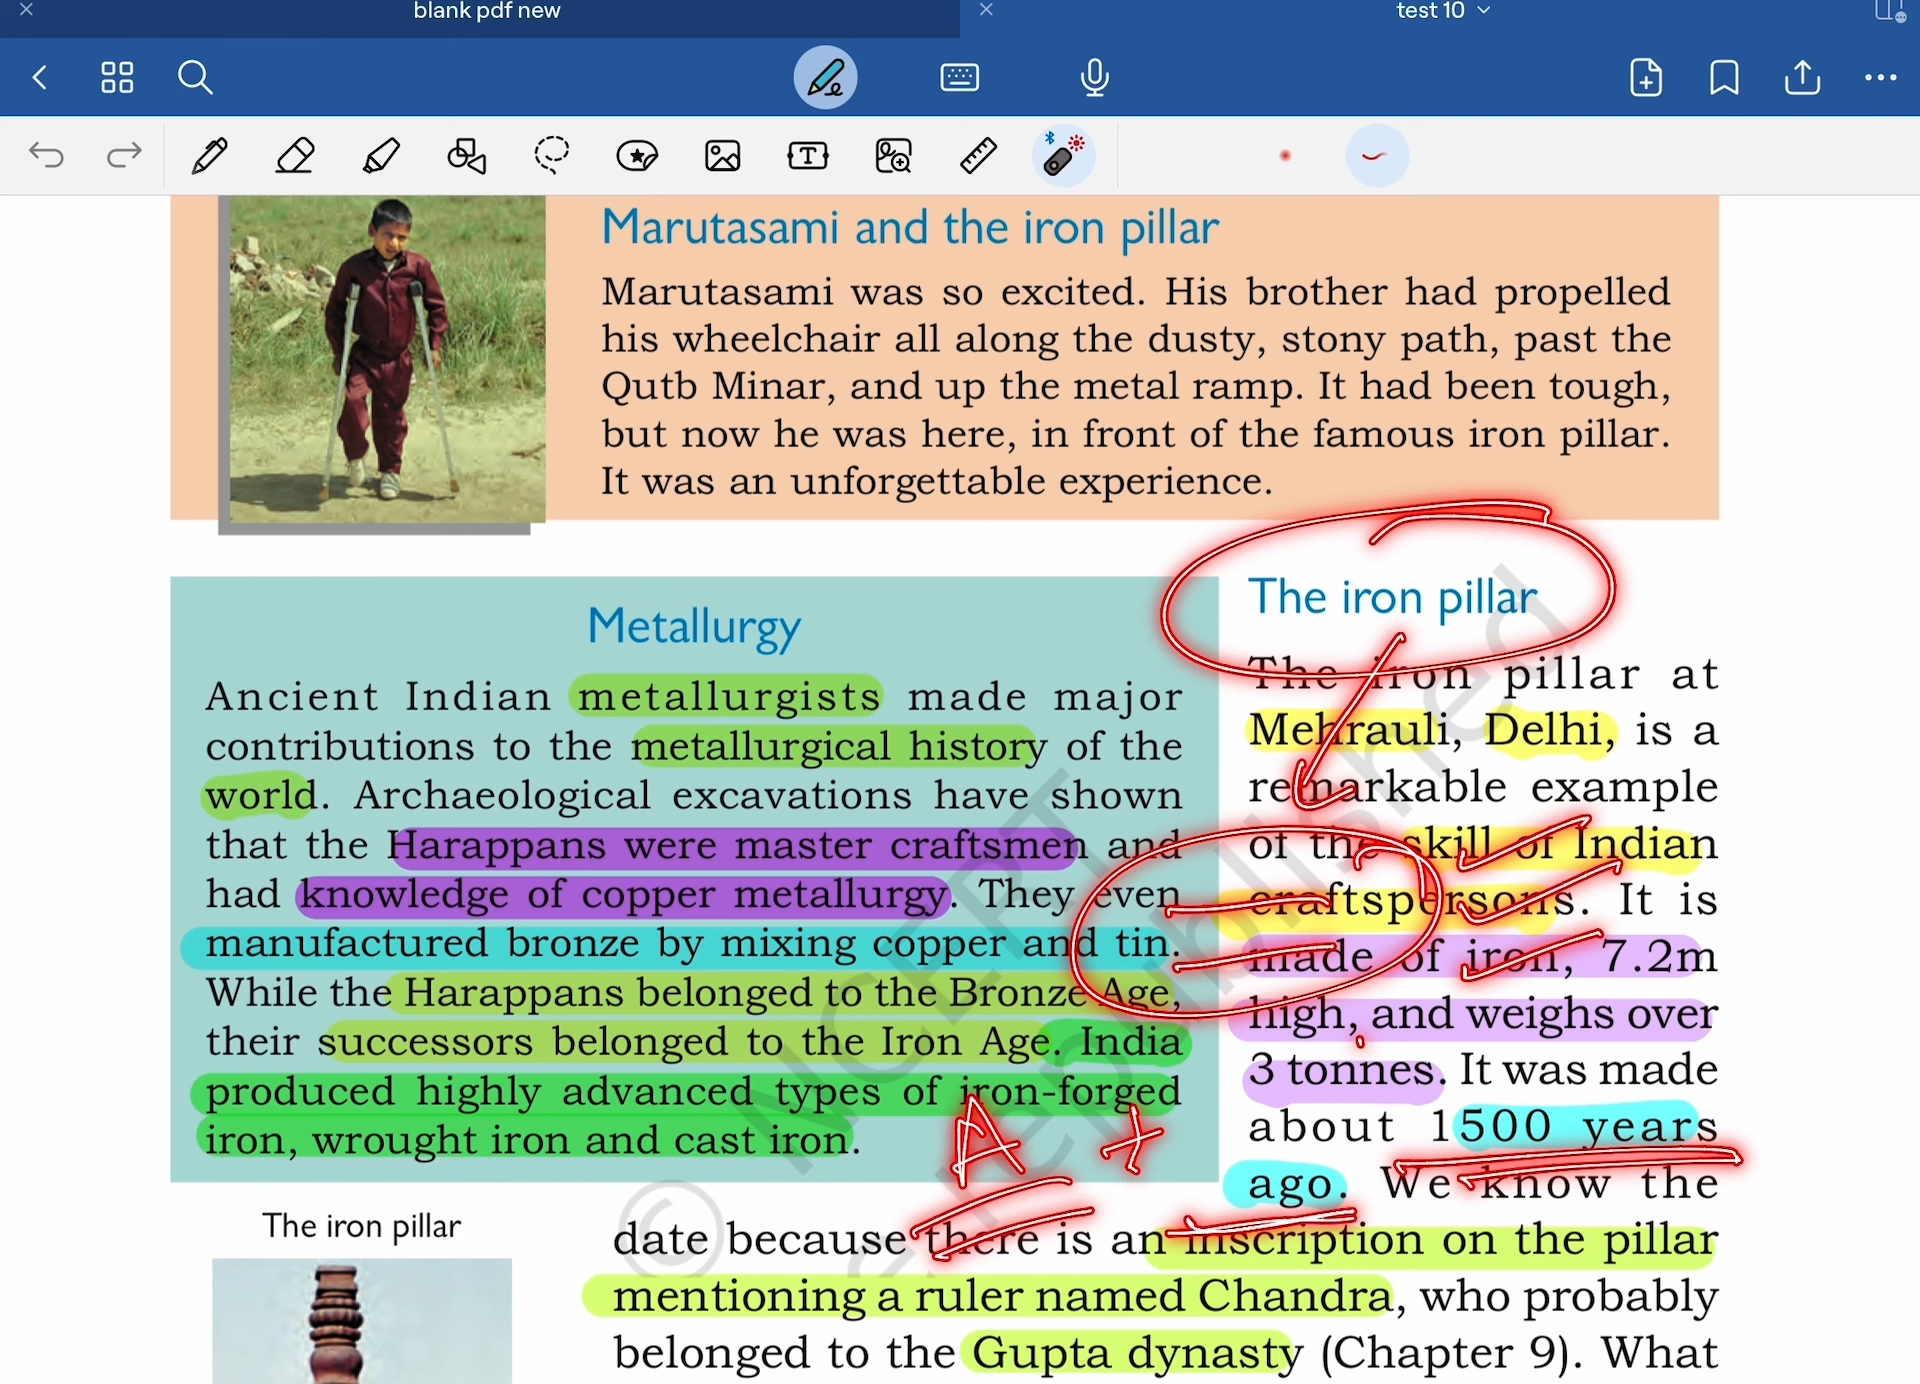 blank pdf new
test 10
Marutasami and the iron pillar
Marutasami was so excited. His brother had propelled
his wheelchair all along the dusty, stony path, past the
Qutb Minar, and up the metal ramp. It had been tough,
but now he was here, in front of the famous iron pillar.
It was an unforgettable experience.
Metallurgy
Ancient Indian metallurgists made major
contributions to the metallurgical history of the
world. Archaeological excavations have shown
that the Harappans were master craftsmen and
had knowledge of copper metallurgy. They even
manufactured bronze by mixing copper and tin.
While the Harappans belonged to the Bronze Age,
their successors belonged to the Iron Age. India
produced highly advanced types of iron-forged
iron, wrought iron and cast iron.
A+
The iron pillar
The iron pillar at
Mehrauli, Delhi, is a
remarkable example
of the skill of Indian
craftspersons. It is
made of iron, 7.2m
high, and weighs over
3 tonnes. It was made
about 1500 years
ago. We know the
date because there is an inscription on the pillar
mentioning a ruler named Chandra, who probably
belonged to the Gupta dynasty (Chapter 9). What
The iron pillar
© NCERT
republished